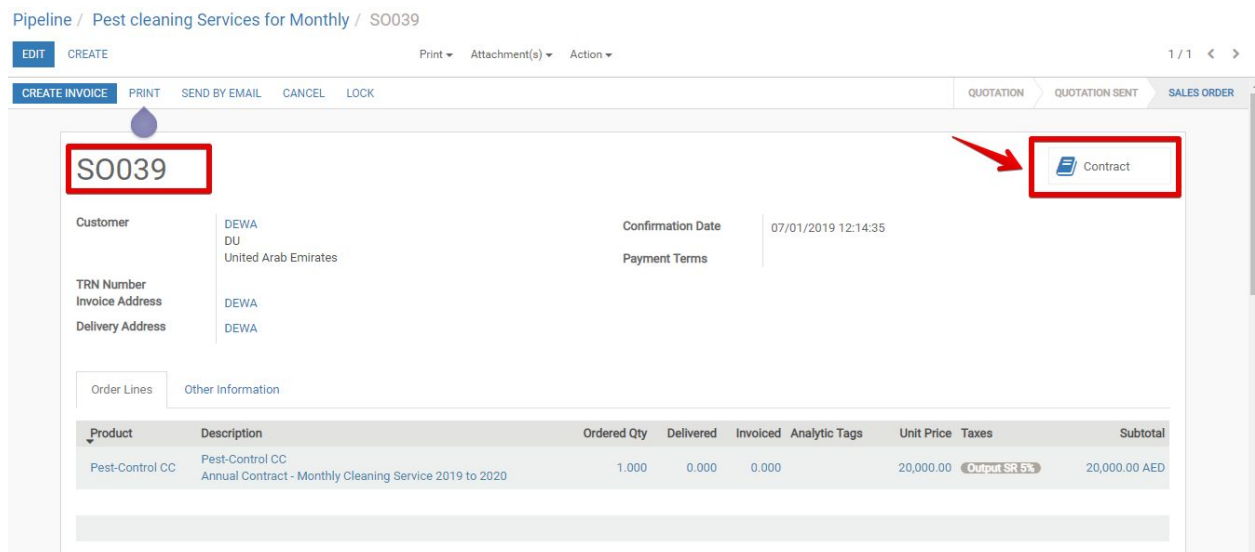 Pipeline / Pest cleaning Services for Monthly / SO039
EDIT CREATE Print Attachment(s) Action 1 / 1
CREATE INVOICE PRINT SEND BY EMAIL CANCEL LOCK QUOTATION QUOTATION SENT SALES ORDER
SO039 Contract
Customer DEWA Confirmation Date 07/01/2019 12:14:35
DU
United Arab Emirates Payment Terms
TRN Number
Invoice Address DEWA
Delivery Address DEWA
Order Lines Other Information
Product Description Ordered Qty Delivered Invoiced Analytic Tags Unit Price Taxes Subtotal
Pest-Control CC Pest-Control CC 1.000 0.000 0.000 20,000.00 Output SR 5% 20,000.00 AED
Annual Contract - Monthly Cleaning Service 2019 to 2020